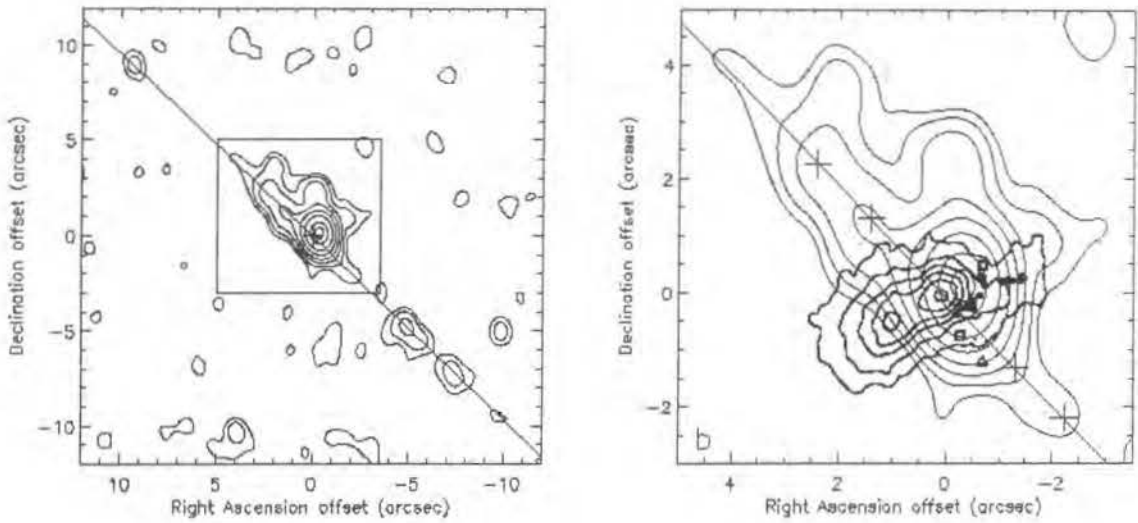 10
5
0
-5
-10
Declination offset (arcsec)
a
10 5 0 -5 -10
Right Ascension offset (arcsec)
4
2
0
-2
Declination offset (arcsec)
b
4 2 0 -2
Right Ascension offset (arcsec)